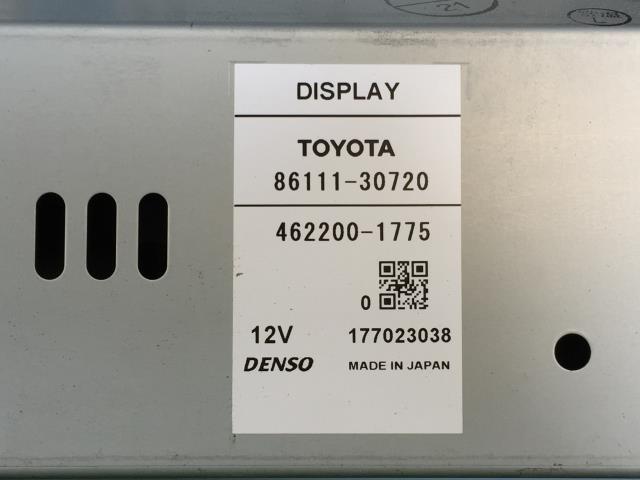 DISPLAY
TOYOTA
86111-30720
462200-1775
0
12V 177023038
DENSO MADE IN JAPAN